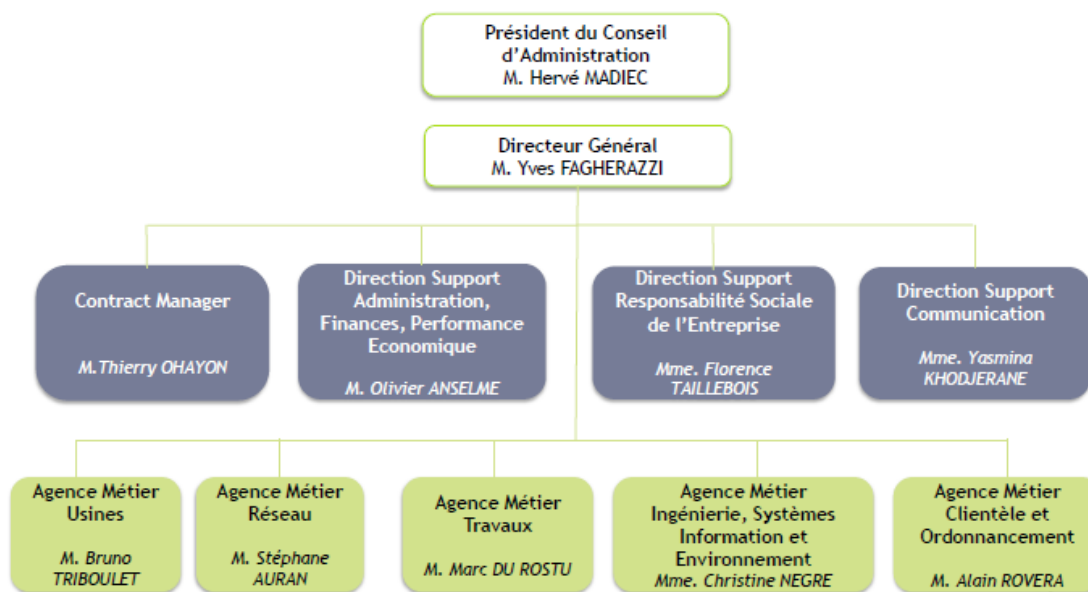 Président du Conseil
d'Administration
M. Hervé MADIEC
Directeur Général
M. Yves FAGHERAZZI
Contract Manager
M.Thierry OHAYON
Direction Support
Administration,
Finances, Performance
Economique
M. Olivier ANSELME
Direction Support
Responsabilité Sociale
de l'Entreprise
Mme. Florence
TAILLEBOIS
Direction Support
Communication
Mme. Yasmina
KHODJERANE
Agence Métier
Usines
M. Bruno
TRIBOULET
Agence Métier
Réseau
M. Stéphane
AURAN
Agence Métier
Travaux
M. Marc DU ROSTU
Agence Métier
Ingénierie, Systèmes
Information et
Environnement
Mme. Christine NEGRE
Agence Métier
Clientèle et
Ordonnancement
M. Alain ROVERA